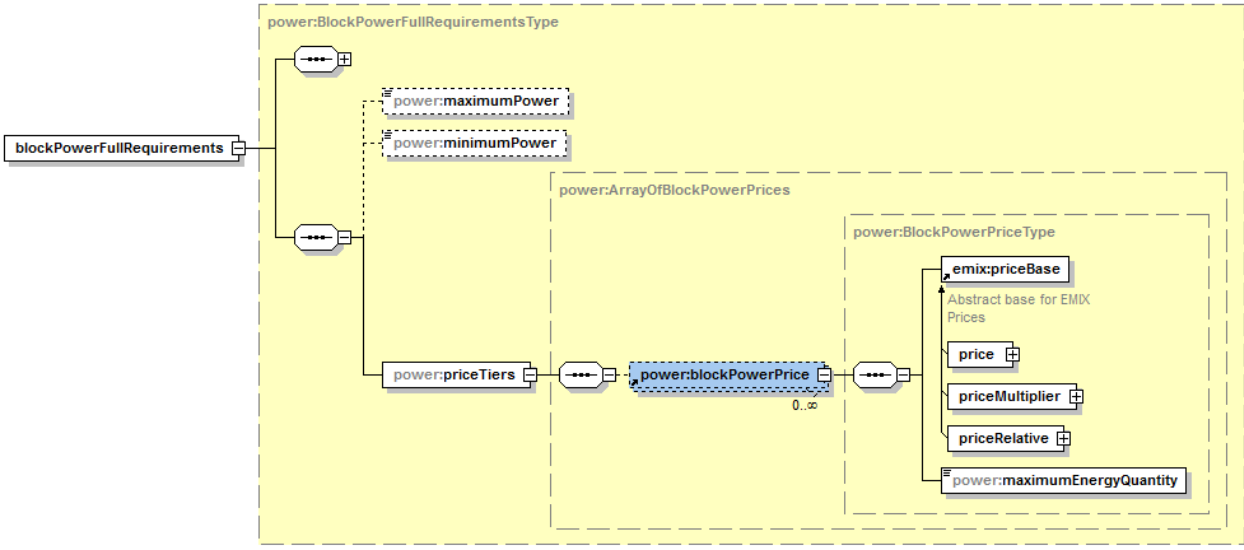 power:BlockPowerFullRequirementsType
power:maximumPower
blockPowerFullRequirements
power:minimumPower
power:ArrayOfBlockPowerPrices
power:BlockPowerPriceType
emix:priceBase
Abstract base for EMIX
Prices
price
power:priceTiers
power:blockPowerPrice
0..∞
priceMultiplier
priceRelative
power:maximumEnergyQuantity